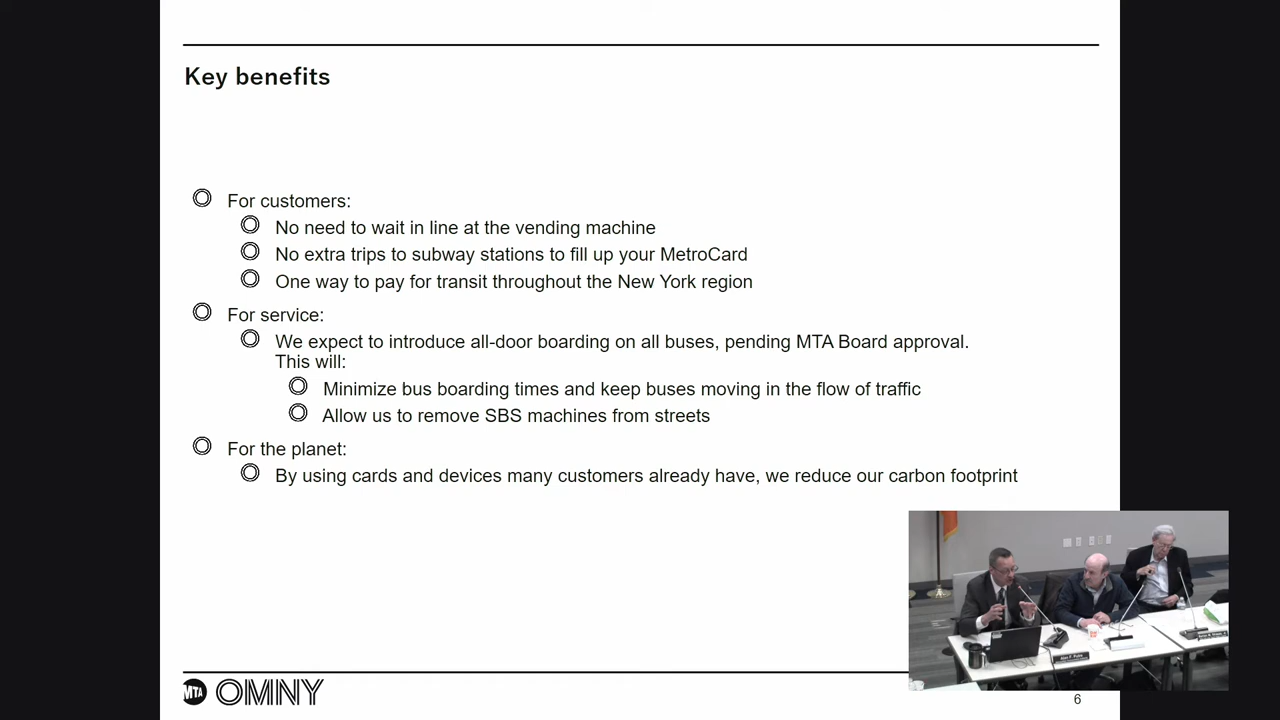 Key benefits
For customers:
No need to wait in line at the vending machine
No extra trips to subway stations to fill up your MetroCard
One way to pay for transit throughout the New York region
For service:
We expect to introduce all-door boarding on all buses, pending MTA Board approval.
This will:
Minimize bus boarding times and keep buses moving in the flow of traffic
Allow us to remove SBS machines from streets
For the planet:
By using cards and devices many customers already have, we reduce our carbon footprint
MTA OMNY
6